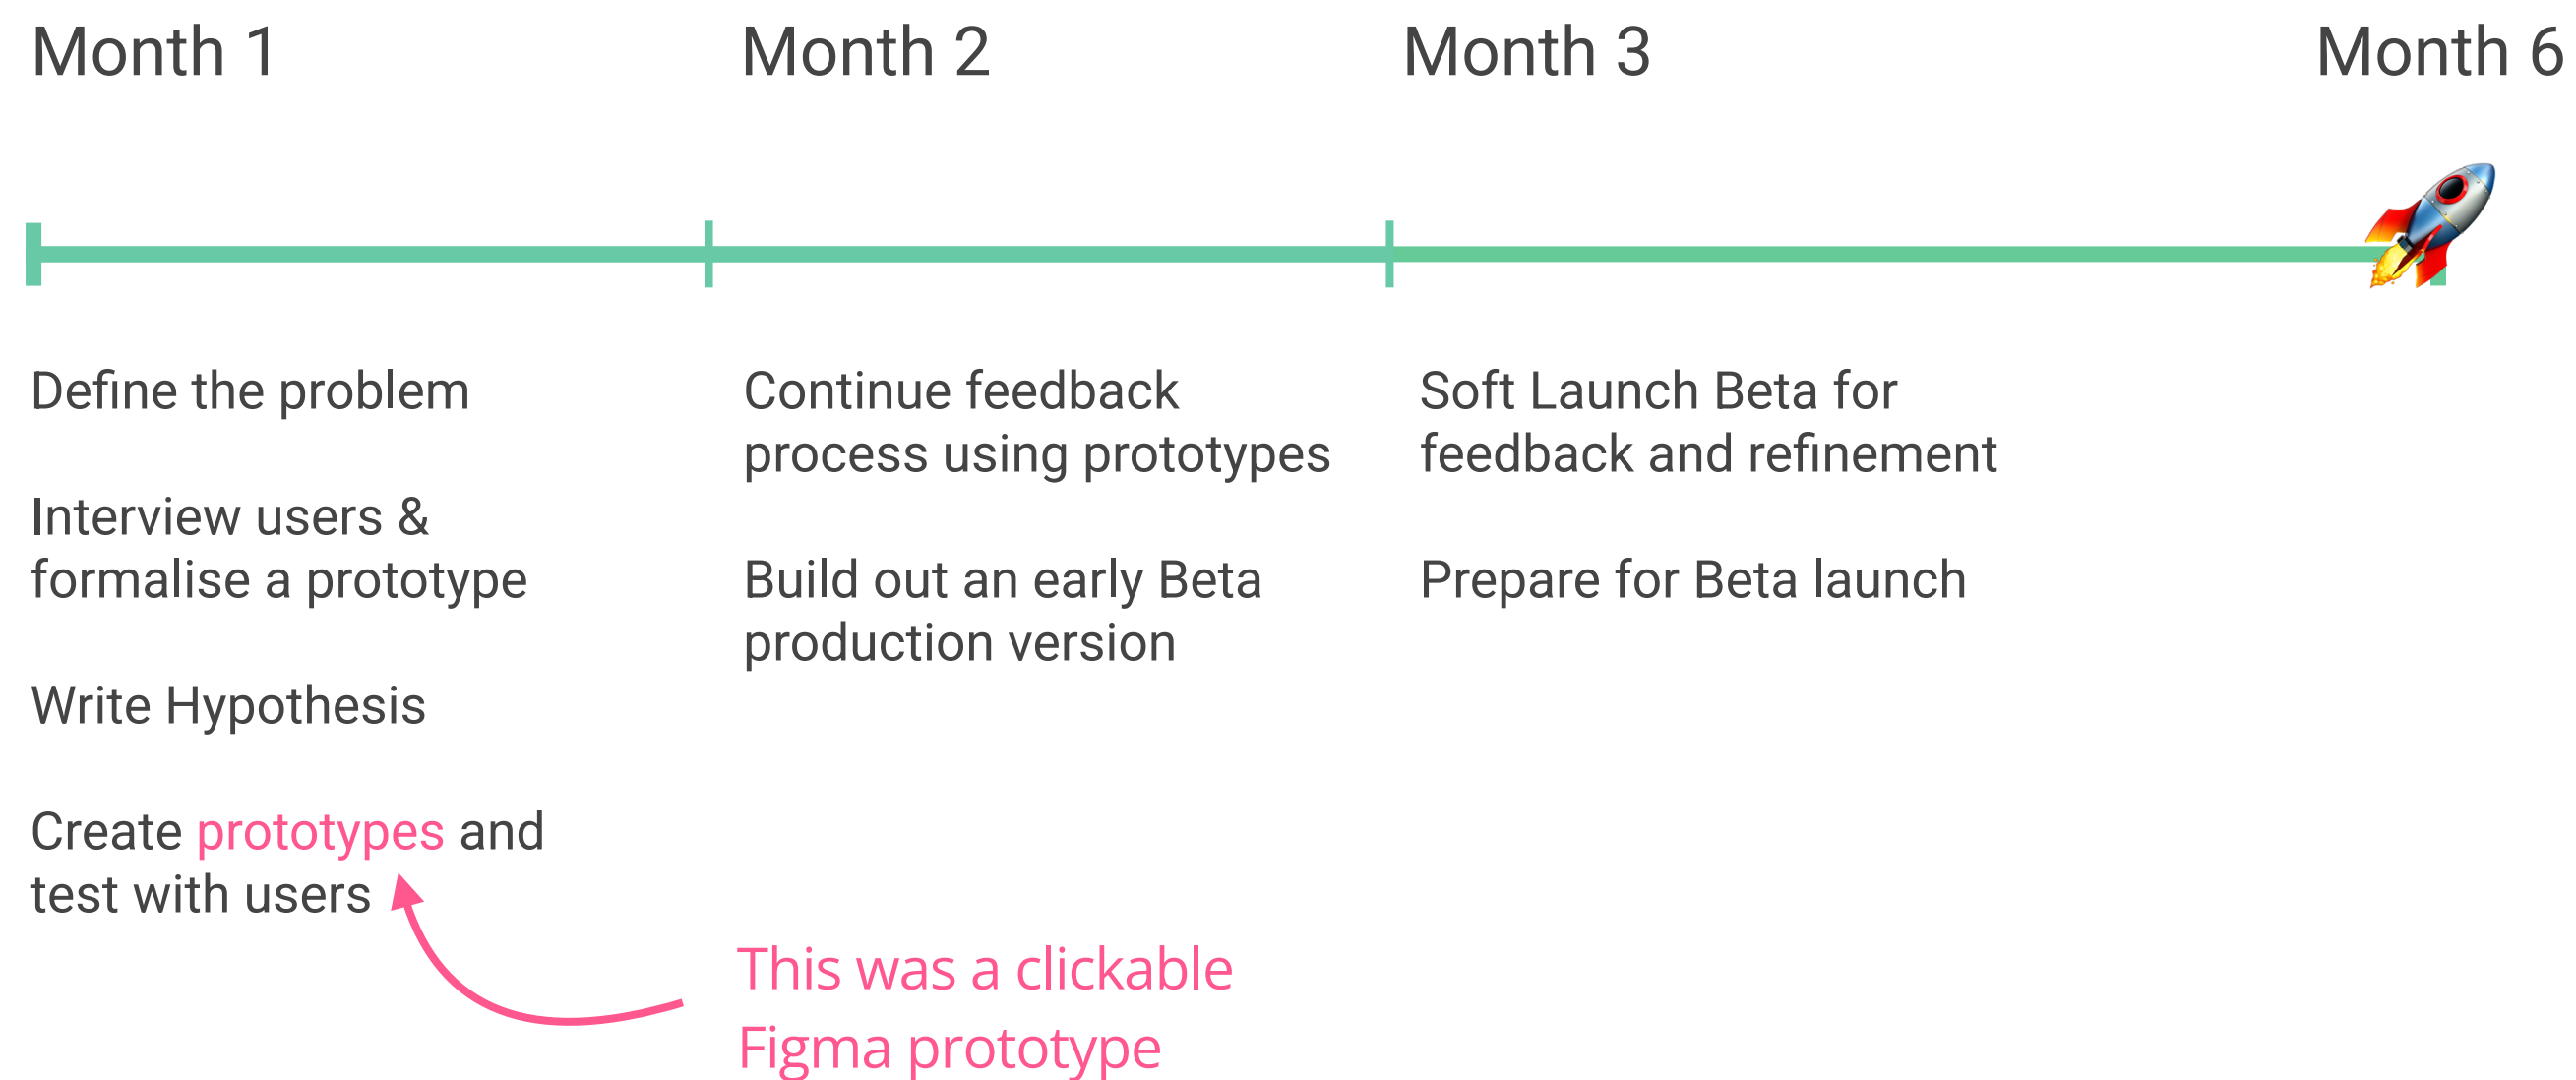 Month 1
Month 2
Month 3
Month 6
Define the problem
Interview users &
formalise a prototype
Write Hypothesis
Create prototypes and
test with users
Continue feedback
process using prototypes
Build out an early Beta
production version
Soft Launch Beta for
feedback and refinement
Prepare for Beta launch
This was a clickable
Figma prototype